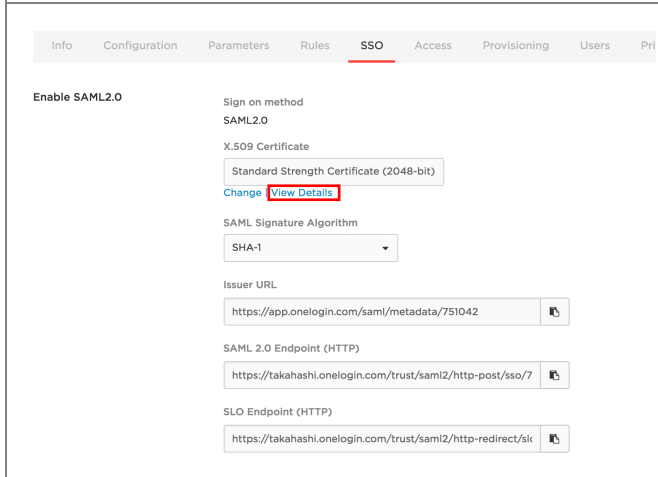 Info Configuration Parameters Rules SSO Access Provisioning Users Pri
Enable SAML2.0
Sign on method
SAML2.0
X.509 Certificate
Standard Strength Certificate (2048-bit)
Change | View Details
SAML Signature Algorithm
SHA-1
Issuer URL
https://app.onelogin.com/saml/metadata/751042
SAML 2.0 Endpoint (HTTP)
https://takahashi.onelogin.com/trust/saml2/http-post/sso/7
SLO Endpoint (HTTP)
https://takahashi.onelogin.com/trust/saml2/http-redirect/slo